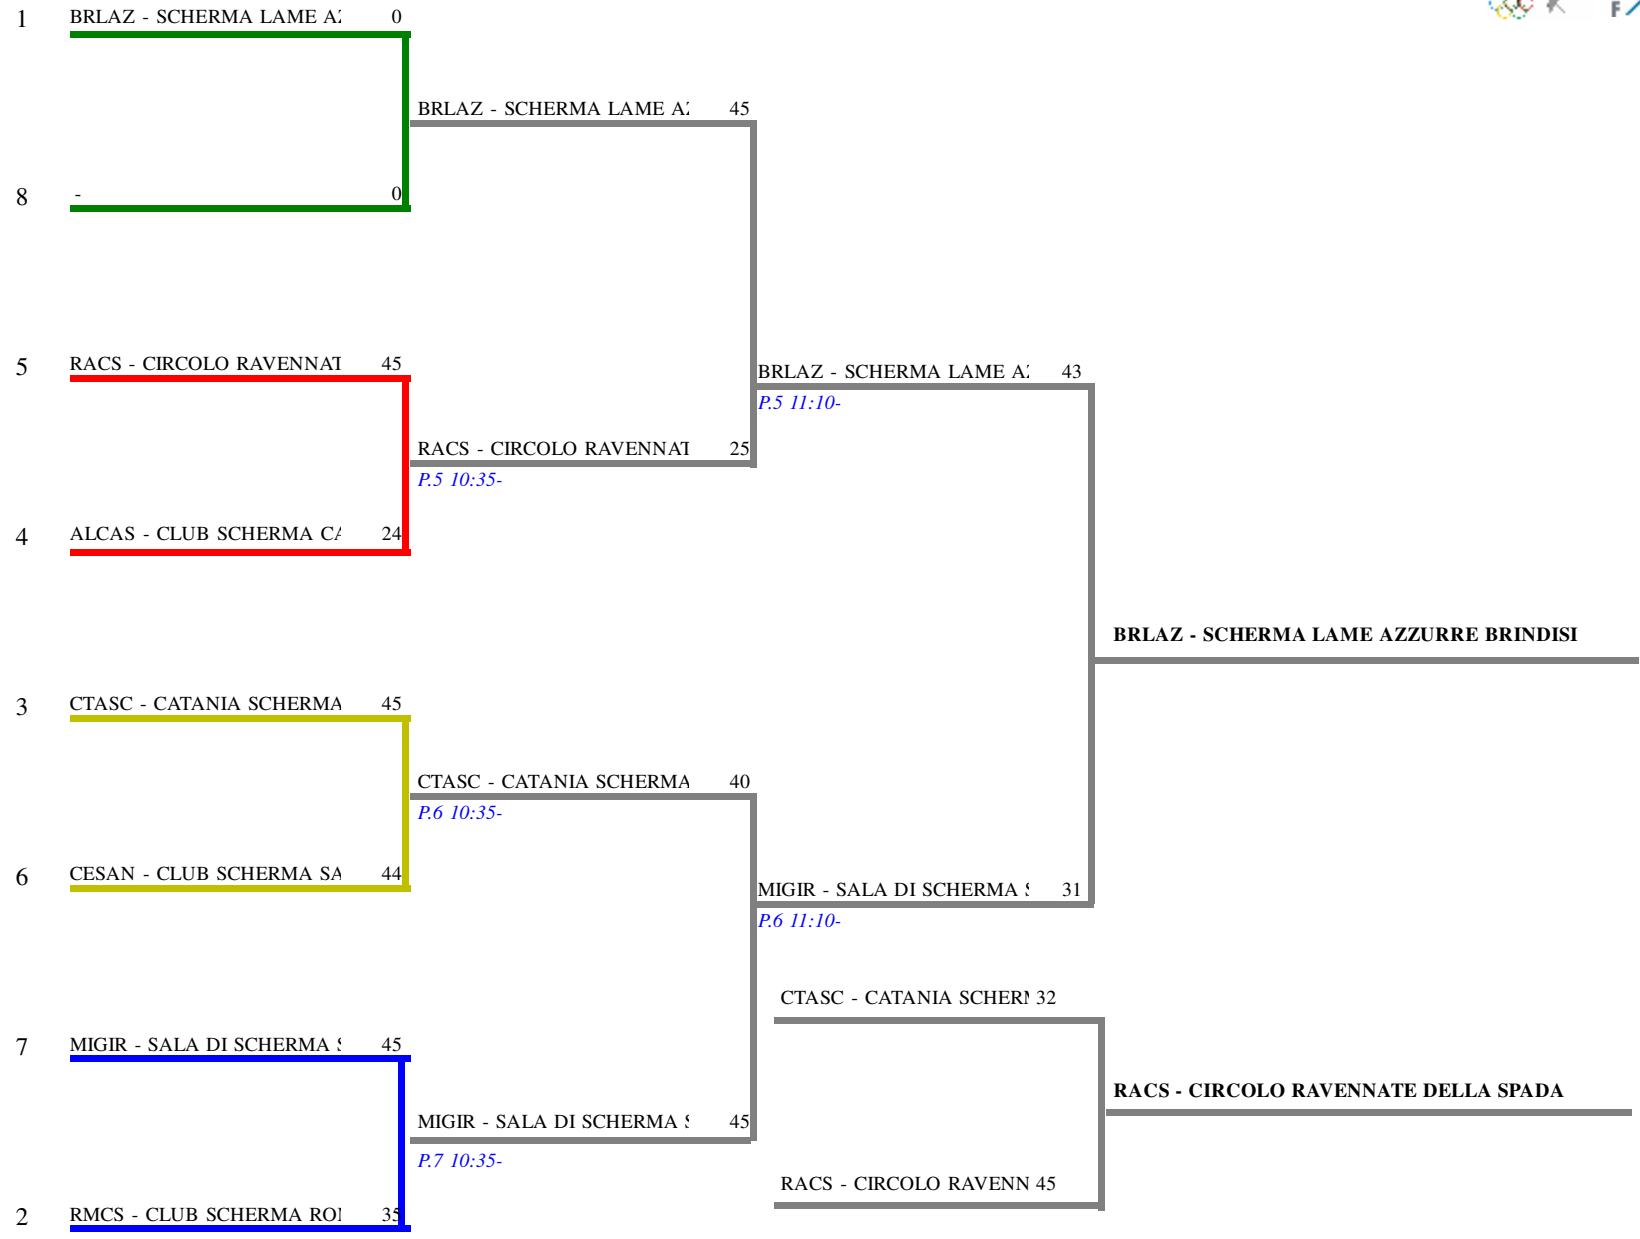 1 BRLAZ - SCHERMA LAME 0
BRLAZ - SCHERMA LAME 45
8 - 0
5 RACS - CIRCOLO RAVENNAT 45
BRLAZ - SCHERMA LAME 43
P.5 11:10-
RACS - CIRCOLO RAVENNAT 25
P.5 10:35-
4 ALCAS - CLUB SCHERMA CA 24
BRLAZ - SCHERMA LAME AZZURRE BRINDISI
3 CTASC - CATANIA SCHERMA 45
CTASC - CATANIA SCHERMA 40
P.6 10:35-
6 CESAN - CLUB SCHERMA SA 44
MIGIR - SALA DI SCHERMA 31
P.6 11:10-
CTASC - CATANIA SCHERM 32
7 MIGIR - SALA DI SCHERMA 45
RACS - CIRCOLO RAVENNATE DELLA SPADA
MIGIR - SALA DI SCHERMA 45
P.7 10:35-
RACS - CIRCOLO RAVENN 45
2 RMCS - CLUB SCHERMA ROM 35